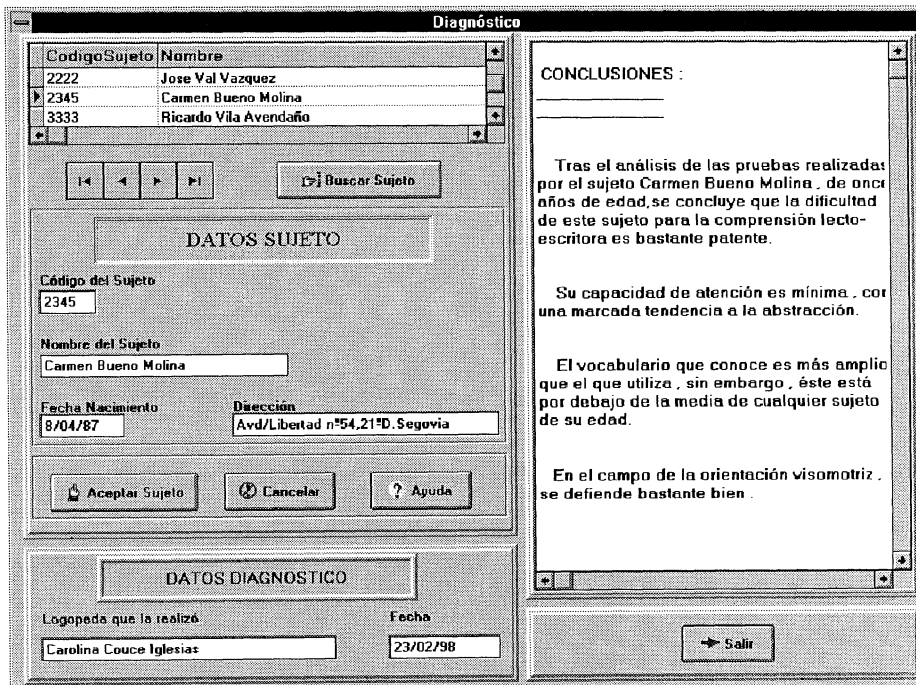 Diagnóstico
CodigoSujeto Nombre
2222 Jose Val Vazquez
2345 Carmen Bueno Molina
3333 Ricardo Vila Avendaño
Buscar Sujeto
DATOS SUJETO
Código del Sujeto
2345
Nombre del Sujeto
Carmen Bueno Molina
Fecha Nacimiento Dirección
8/04/87 Avd/Libertad nº54,21ºD.Segovia
Aceptar Sujeto Cancelar ? Ayuda
DATOS DIAGNOSTICO
Logopeda que la realizó Fecha
Carolina Couce Iglesias 23/02/98
CONCLUSIONES :
Tras el análisis de las pruebas realizadas
por el sujeto Carmen Bueno Molina , de once
años de edad,se concluye que la dificultad
de este sujeto para la comprensión lecto-
escritora es bastante patente.
Su capacidad de atención es mínima , con
una marcada tendencia a la abstracción.
El vocabulario que conoce es más amplio
que el que utiliza , sin embargo , éste está
por debajo de la media de cualquier sujeto
de su edad.
En el campo de la orientación visomotriz ,
se defiende bastante bien .
Salir